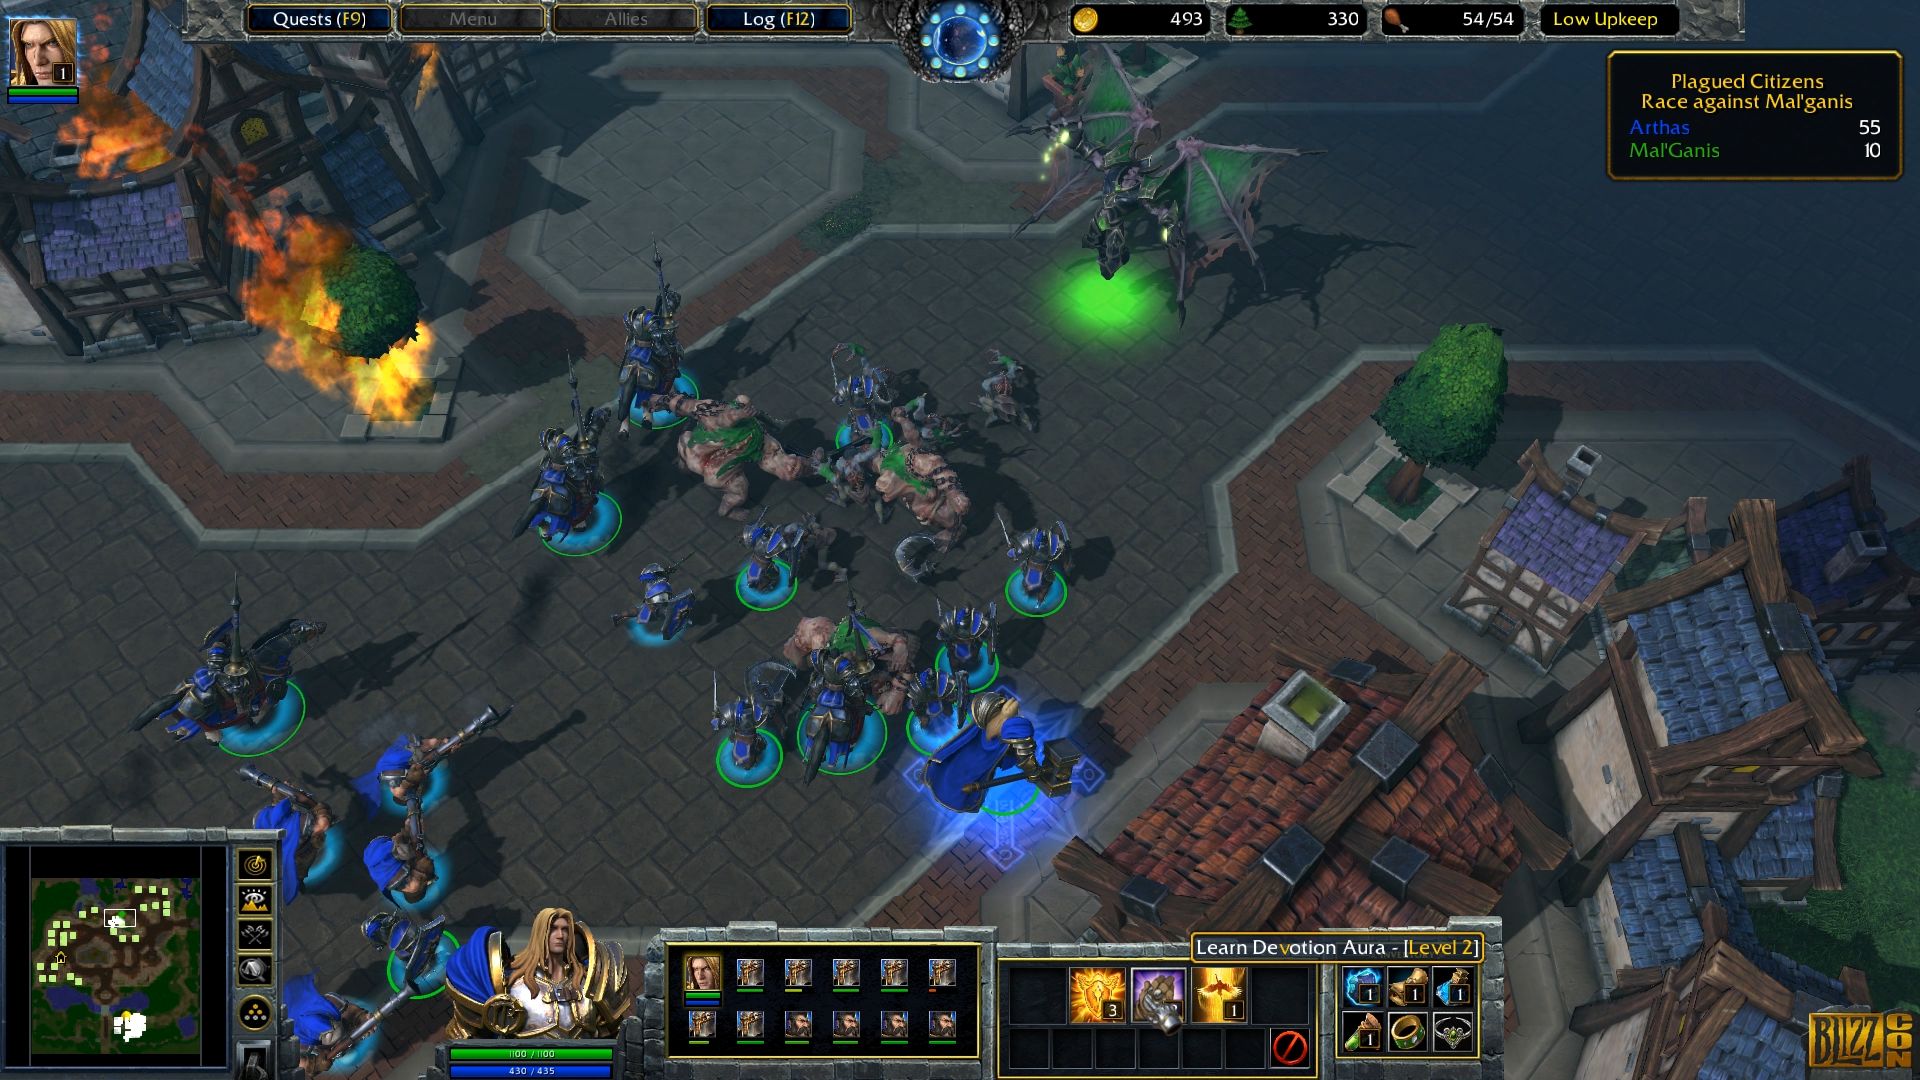 Quests (F9)
Menu
Allies
Log (F12)
493
330
54/54
Low Upkeep
1
Plagued Citizens
Race against Mal'ganis
Arthas 55
Mal'Ganis 10
Learn Devotion Aura - [Level 2]
3
1
1
1
1
1
1100 / 1100
430 / 435
BLIZZCON